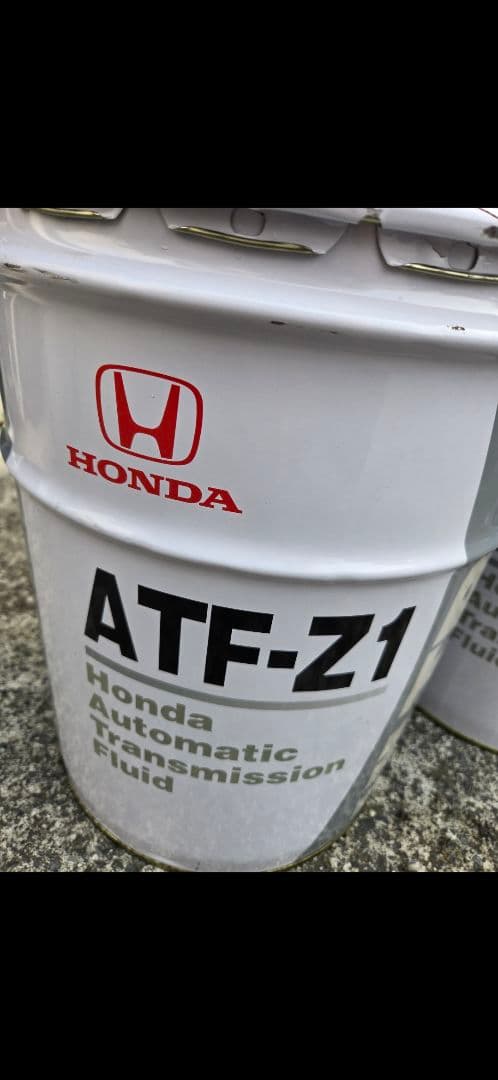 HONDA
ATF-Z1
Honda
Automatic
Transmission
Fluid